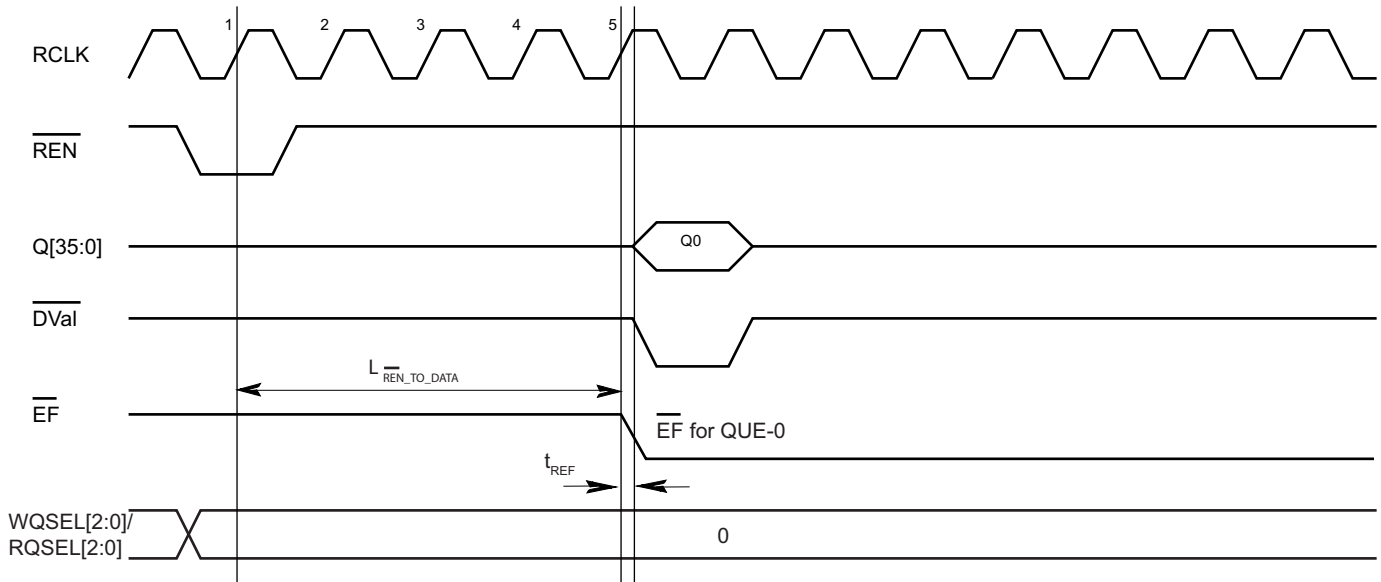 1 2 3 4 5
RCLK
REN
Q[35:0]
Q0
DVal
L REN_TO_DATA
EF
EF for QUE-0
tREF
WQSEL[2:0]/
RQSEL[2:0]
0